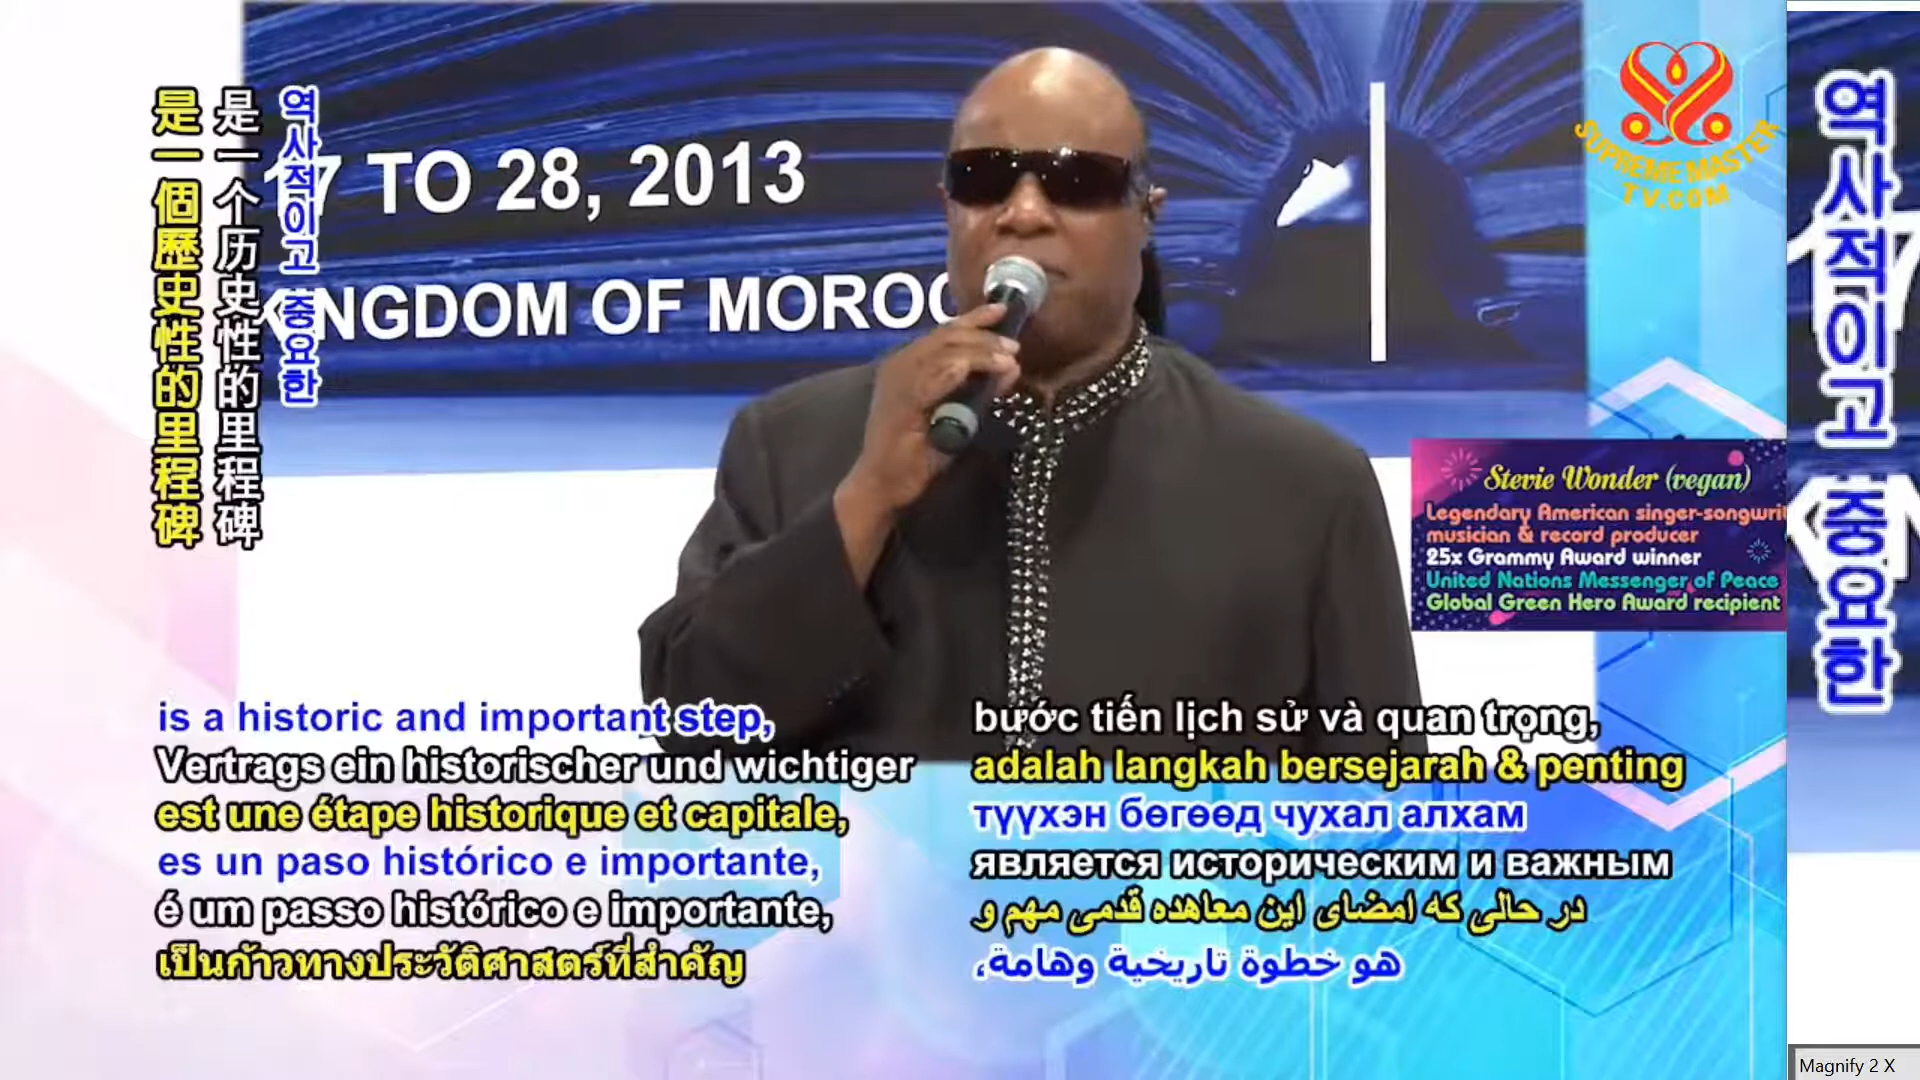 역사적이고 중요한
是一个历史性的里程碑
是一個歷史性的里程碑
17 TO 28, 2013
KINGDOM OF MOROC
SUPREME MASTER
TV.COM
Stevie Wonder (vegan)
Legendary American singer-songwrit
musician & record producer
25x Grammy Award winner
United Nations Messenger of Peace
Global Green Hero Award recipient
is a historic and important step,
Vertrags ein historischer und wichtiger
est une étape historique et capitale,
es un paso histórico e importante,
é um passo histórico e importante,
เป็นก้าวทางประวัติศาสตร์ที่สำคัญ
bước tiến lịch sử và quan trọng,
adalah langkah bersejarah & penting
түүхэн бөгөөд чухал алхам
является историческим и важным
در حالی که امضای این معاهده قدمی مهم و
هو خطوة تاريخية وهامة،
역사적이고 중요한
17
Magnify 2 X